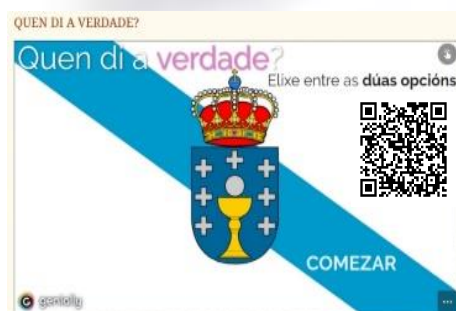 QUEN DI A VERDADE?
Quen di a verdade?
Elixe entre as dúas opcións
COMEZAR
genially